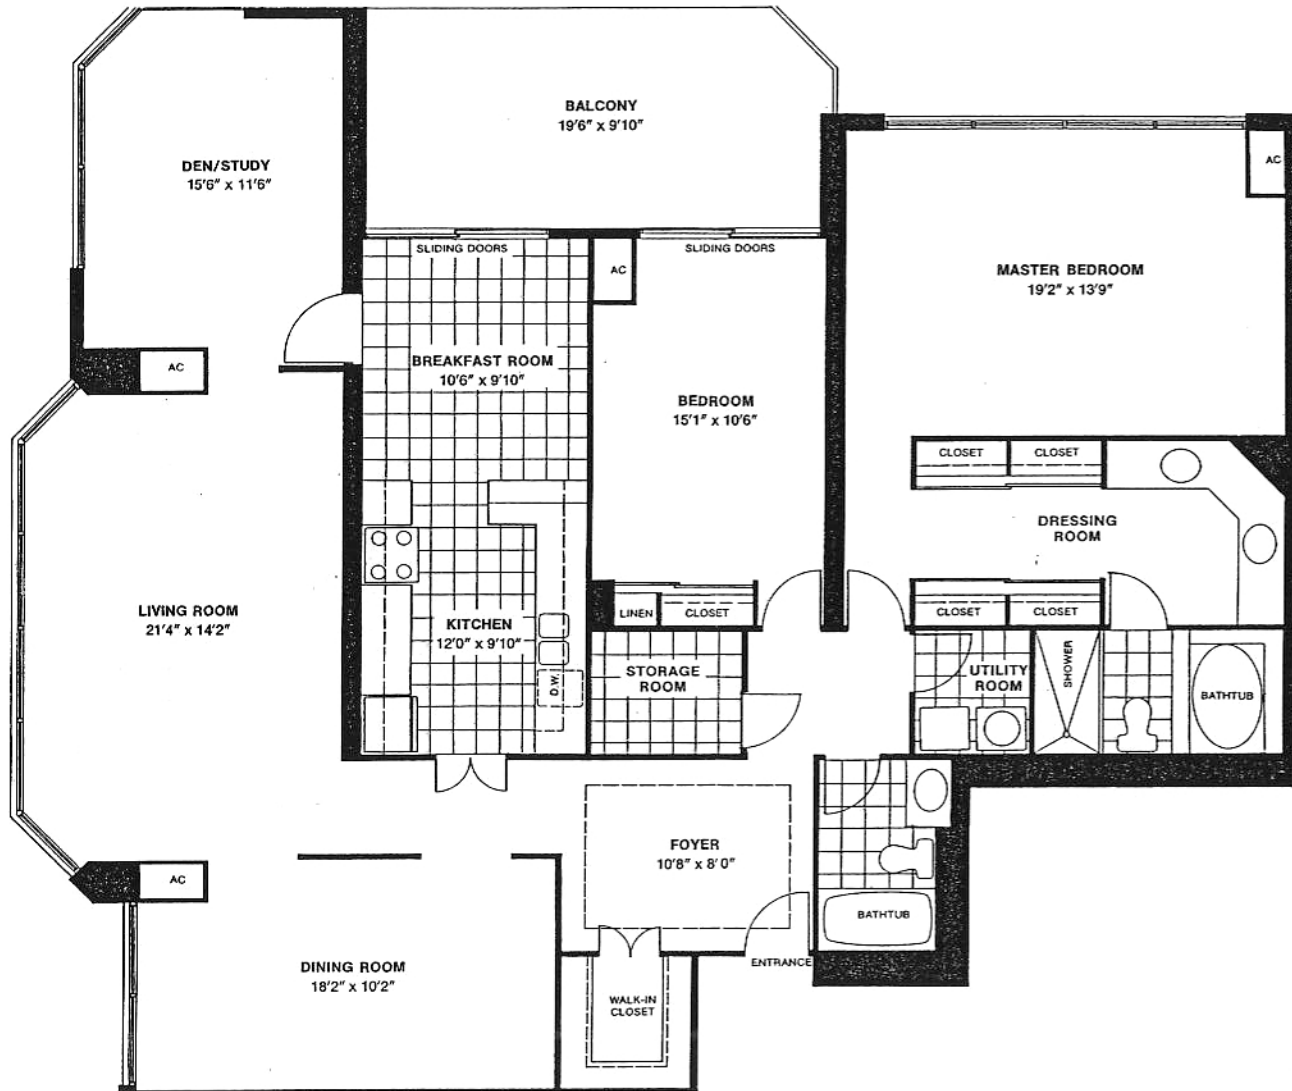 BALCONY
19'6" x 9'10"
DEN/STUDY
15'6" x 11'6"
AC
SLIDING DOORS
SLIDING DOORS
AC
MASTER BEDROOM
19'2" x 13'9"
BREAKFAST ROOM
10'6" x 9'10"
AC
BEDROOM
15'1" x 10'6"
CLOSET
CLOSET
DRESSING
ROOM
LIVING ROOM
21'4" x 14'2"
KITCHEN
12'0" x 9'10"
D.W.
LINEN
CLOSET
CLOSET
CLOSET
STORAGE
ROOM
UTILITY
ROOM
SHOWER
BATHTUB
FOYER
10'8" x 8'0"
AC
BATHTUB
ENTRANCE
DINING ROOM
18'2" x 10'2"
WALK-IN
CLOSET